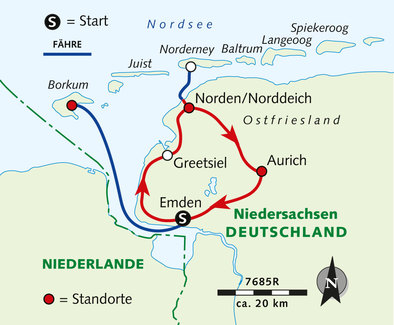 S = Start
FÄHRE
Nordsee
Spiekeroog
Langeoog
Baltrum
Norderney
Juist
Borkum
Norden/Norddeich
Ostfriesland
Greetsiel
Aurich
Emden
S
Niedersachsen
DEUTSCHLAND
NIEDERLANDE
= Standorte
7685R
ca. 20 km
N